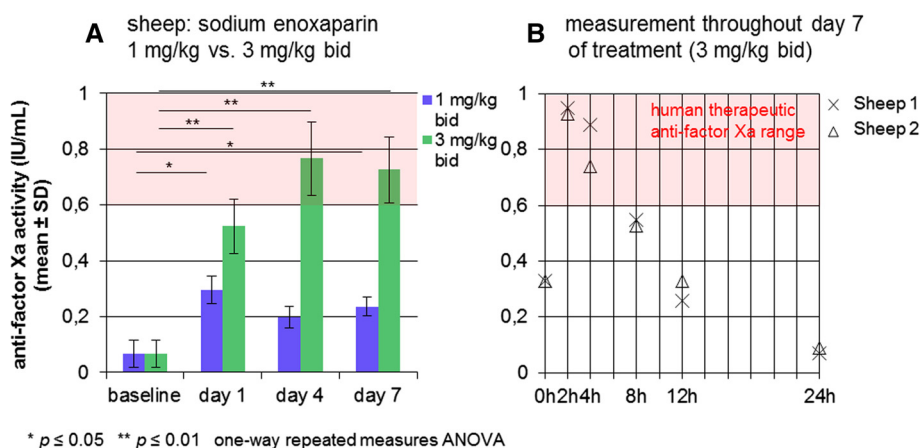 A
sheep: sodium enoxaparin
1 mg/kg vs. 3 mg/kg bid
anti-factor Xa activity (IU/mL)
(mean ± SD)
1
0,8
0,6
0,4
0,2
0
**
**
**
*
*
1 mg/kg
bid
3 mg/kg
bid
baseline
day 1
day 4
day 7
B
measurement throughout day 7
of treatment (3 mg/kg bid)
1
0,8
0,6
0,4
0,2
0
human therapeutic
anti-factor Xa range
Sheep 1
Sheep 2
0h
2h
4h
8h
12h
24h
* p ≤ 0.05 ** p ≤ 0.01 one-way repeated measures ANOVA